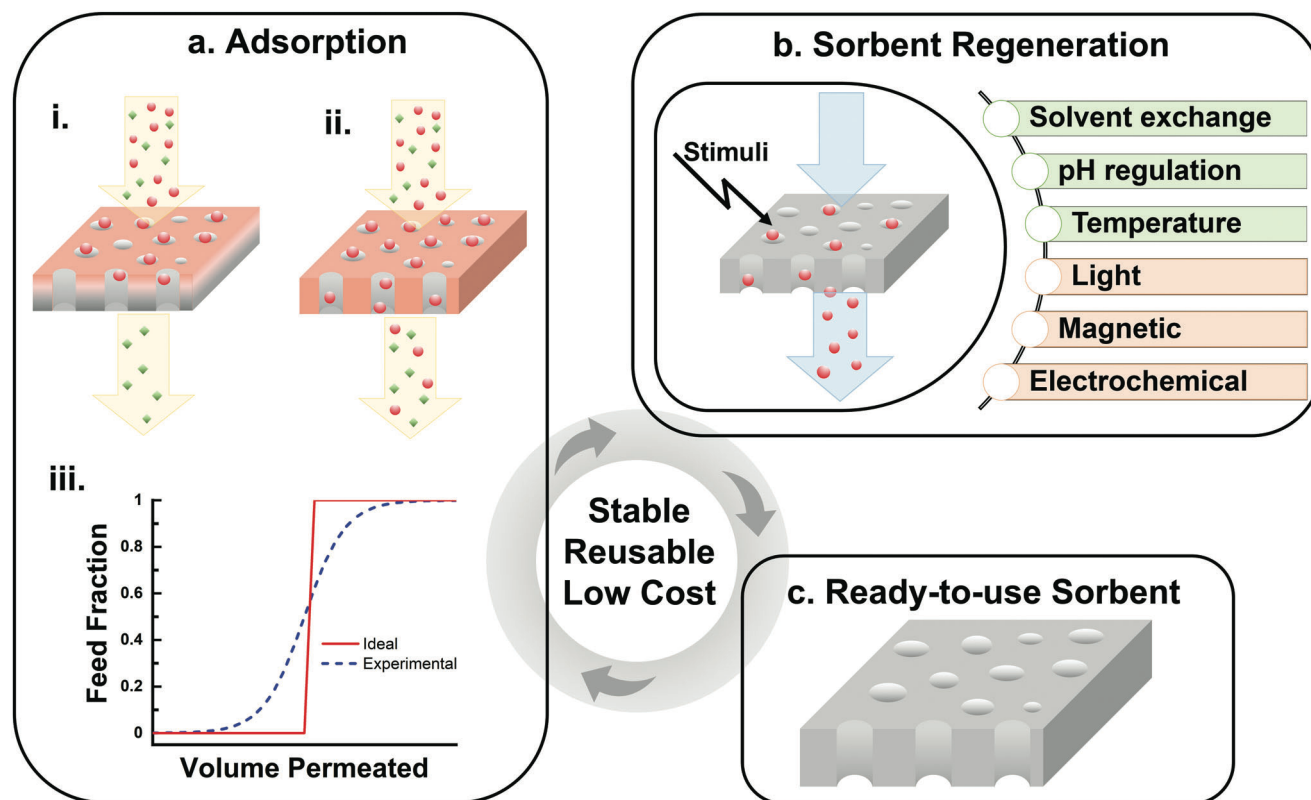 a. Adsorption
i.
ii.
iii.
1
0.8
0.6
0.4
0.2
0
Feed Fraction
Ideal
Experimental
Volume Permeated
b. Sorbent Regeneration
Stimuli
Solvent exchange
pH regulation
Temperature
Light
Magnetic
Electrochemical
Stable
Reusable
Low Cost
c. Ready-to-use Sorbent